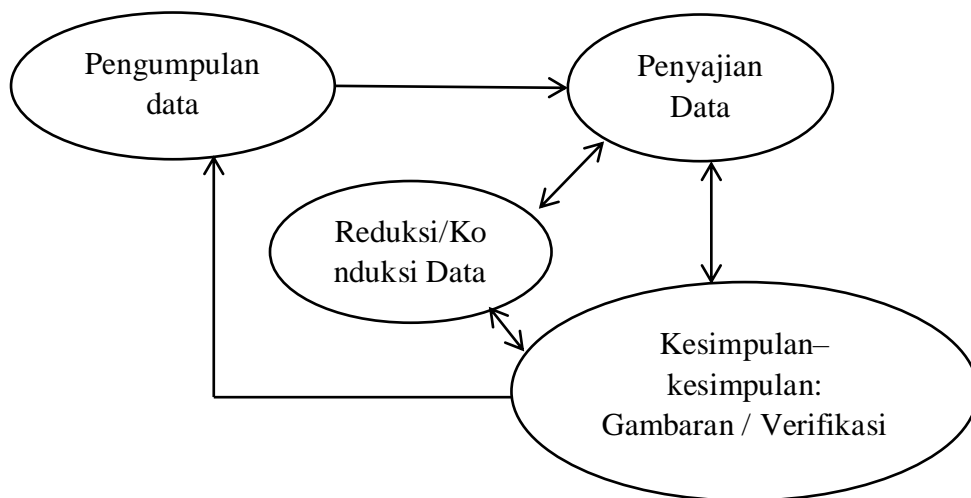 Pengumpulan
data
Penyajian
Data
Reduksi/Ko
nduksi Data
Kesimpulan–
kesimpulan:
Gambaran / Verifikasi